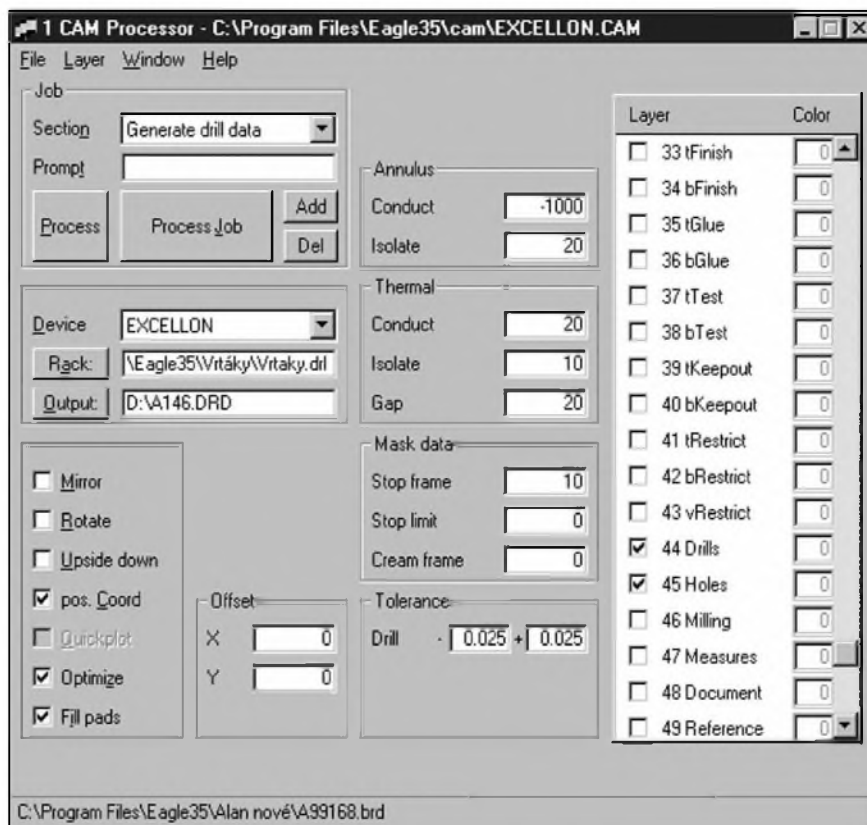 1 CAM Processor - C:\Program Files\Eagle35\cam\EXCELLON.CAM
File Layer Window Help
Job
Section Generate drill data
Prompt
Process Process Job Add
Del
Device EXCELLON
Rack: \Eagle35\Vrtáky\Vrtaky.drl
Output: D:\A146.DRD
Mirror
Rotate
Upside down
pos. Coord
Quickplot
Optimize
Fill pads
Offset
X 0
Y 0
Annulus
Conduct -1000
Isolate 20
Thermal
Conduct 20
Isolate 10
Gap 20
Mask data
Stop frame 10
Stop limit 0
Cream frame 0
Tolerance
Drill - 0.025 + 0.025
Layer Color
33 tFinish 0
34 bFinish 0
35 tGlue 0
36 bGlue 0
37 tTest 0
38 bTest 0
39 tKeepout 0
40 bKeepout 0
41 tRestrict 0
42 bRestrict 0
43 vRestrict 0
44 Drills 0
45 Holes 0
46 Milling 0
47 Measures 0
48 Document 0
49 Reference 0
C:\Program Files\Eagle35\Alan nové\A99168.brd